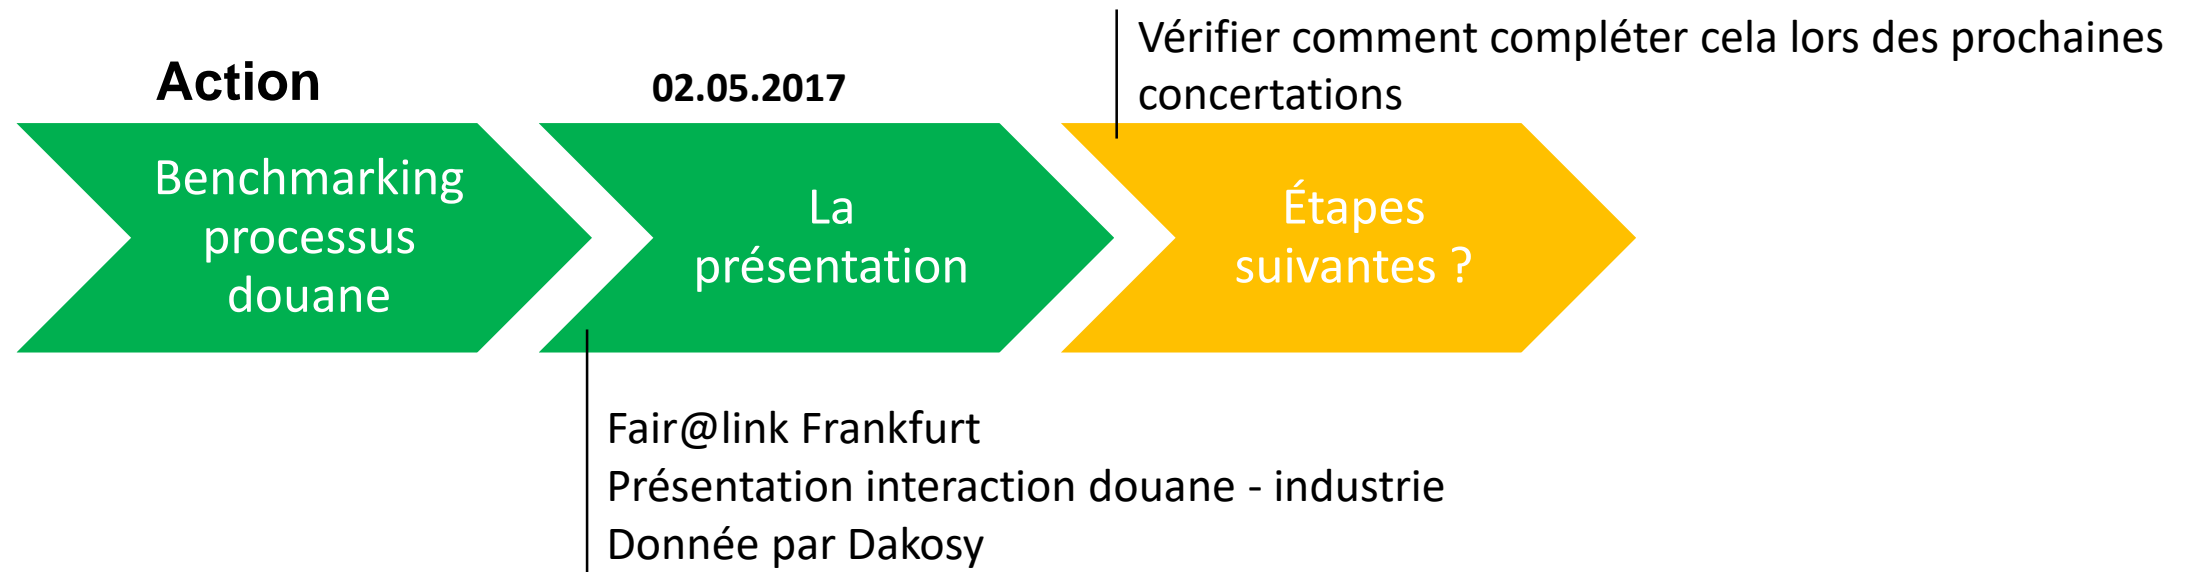 Action
Benchmarking
processus
douane
02.05.2017
La
présentation
Fair@link Frankfurt
Présentation interaction douane - industrie
Donnée par Dakosy
Vérifier comment compléter cela lors des prochaines
concertations
Étapes
suivantes ?